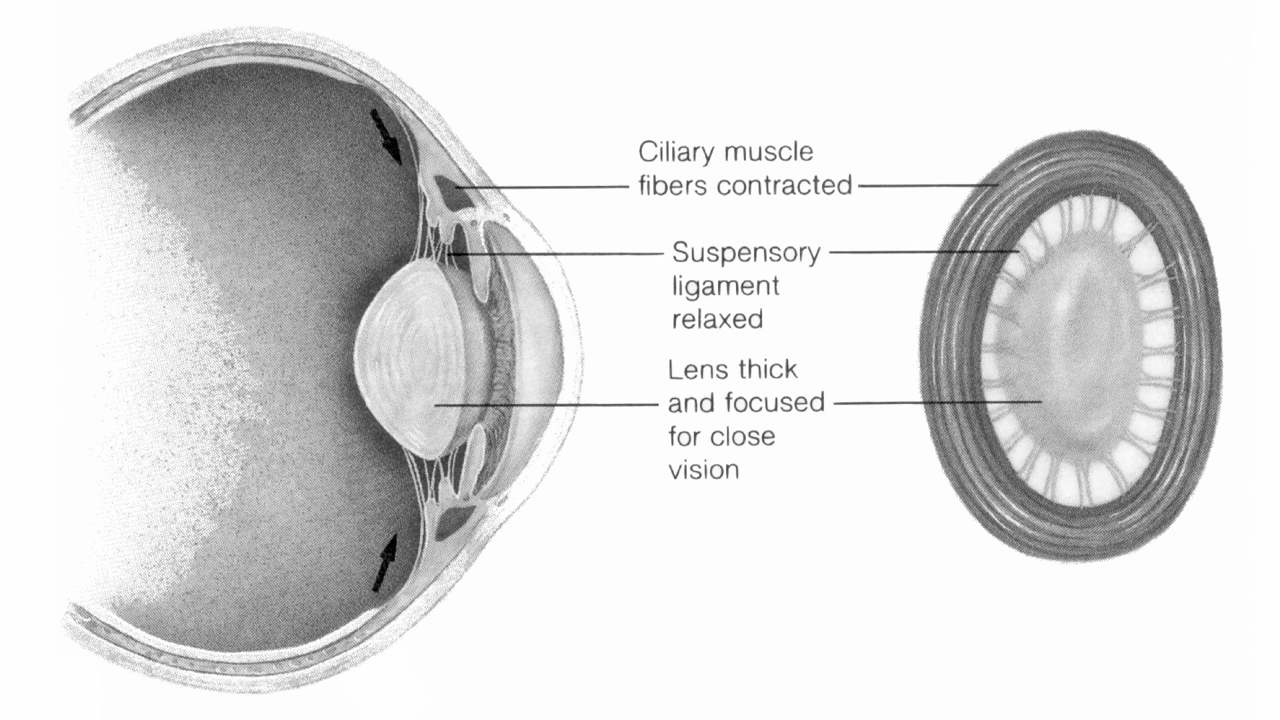 Ciliary muscle
fibers contracted
Suspensory
ligament
relaxed
Lens thick
and focused
for close
vision